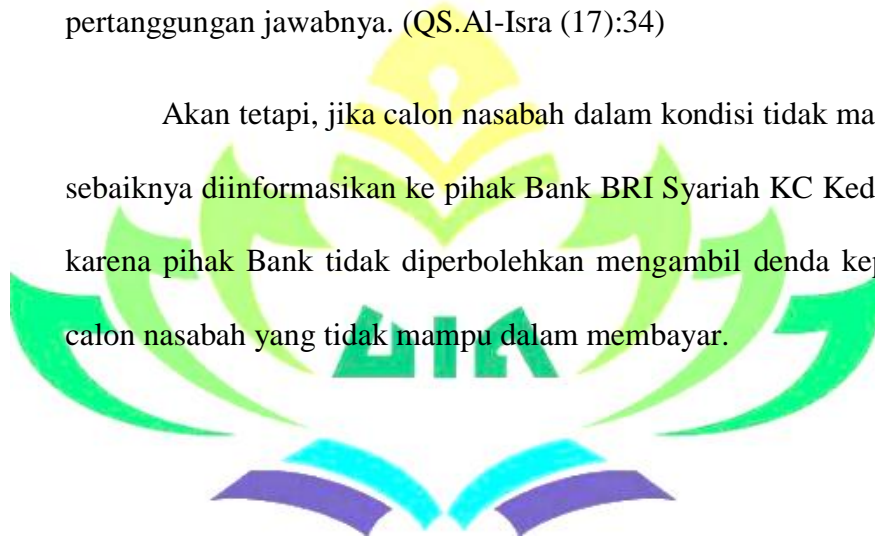 pertanggungan jawabnya. (QS.Al-Isra (17):34)
Akan tetapi, jika calon nasabah dalam kondisi tidak ma
sebaiknya diinformasikan ke pihak Bank BRI Syariah KC Ked
karena pihak Bank tidak diperbolehkan mengambil denda kep
calon nasabah yang tidak mampu dalam membayar.